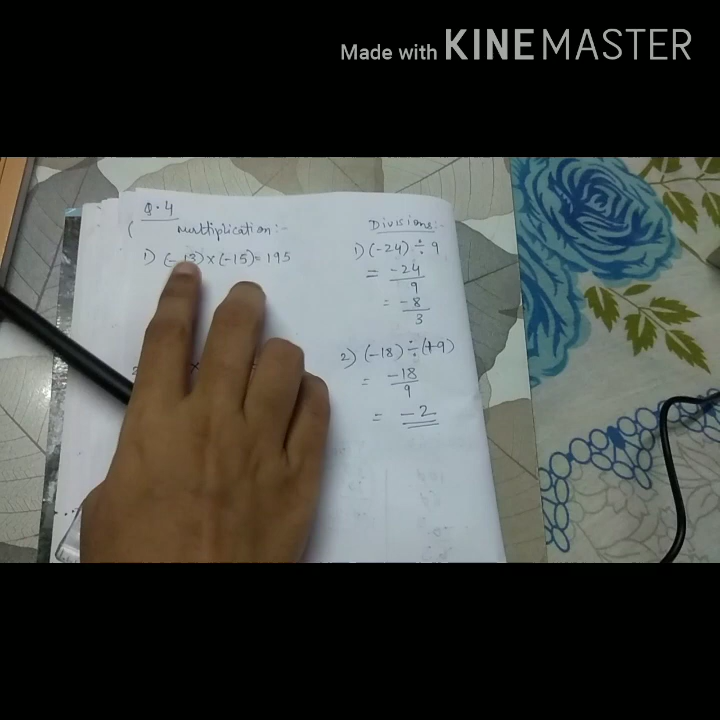 Made with KINEMASTER
Q.4
( multiplication:-
1) (-13)×(-15)=195
×
Divisions:-
1) (-24) ÷ 9
= -24
9
= -8
3
2) (-18) ÷ (+9)
= -18
9
= -2